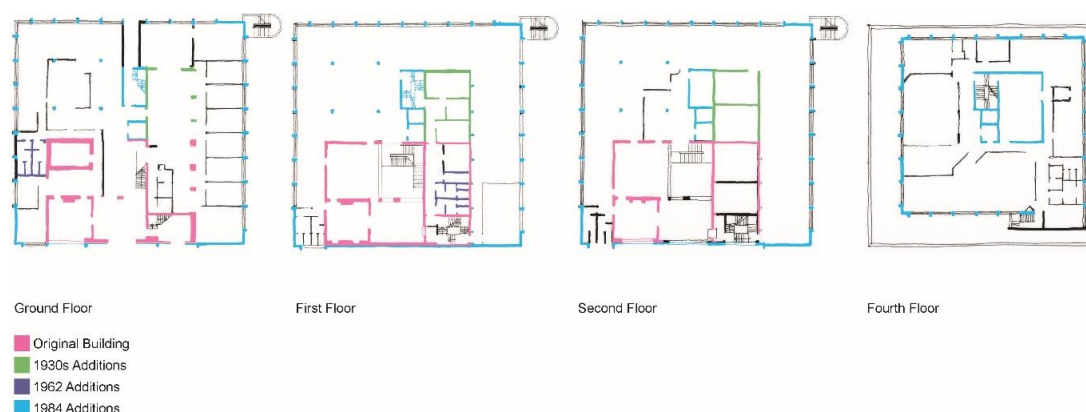 Ground Floor
First Floor
Second Floor
Fourth Floor
Original Building
1930s Additions
1962 Additions
1984 Additions